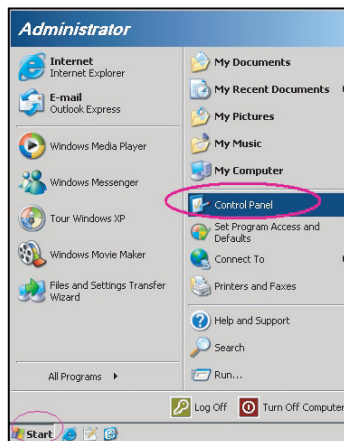 Administrator
Internet
Internet Explorer
E-mail
Outlook Express
Windows Media Player
Windows Messenger
Tour Windows XP
Windows Movie Maker
Files and Settings Transfer
Wizard
All Programs
My Documents
My Recent Documents
My Pictures
My Music
My Computer
Control Panel
Set Program Access and
Defaults
Connect To
Printers and Faxes
Help and Support
Search
Run...
Log Off
Turn Off Computer
Start